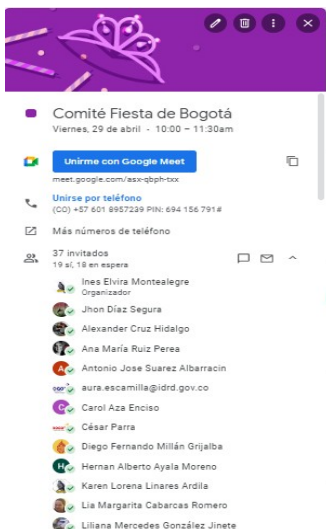 Comité Fiesta de Bogotá
Viernes, 29 de abril · 10:00 – 11:30am
Unirme con Google Meet
meet.google.com/asx-qbph-txx
Unirse por teléfono
(CO) +57 601 8957239 PIN: 694 156 791#
Más números de teléfono
37 invitados
19 sí, 18 en espera
Ines Elvira Montealegre
Organizador
Jhon Díaz Segura
Alexander Cruz Hidalgo
Ana María Ruiz Perea
Antonio Jose Suarez Albarracin
aura.escamilla@idrd.gov.co
Carol Aza Enciso
César Parra
Diego Fernando Millán Grijalba
Hernan Alberto Ayala Moreno
Karen Lorena Linares Ardila
Lia Margarita Cabarcas Romero
Liliana Mercedes González Jinete